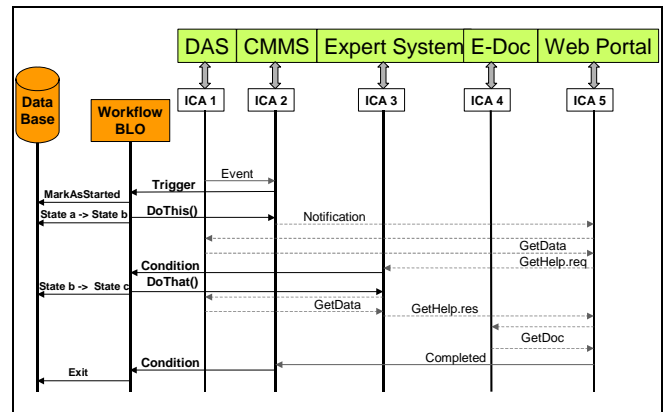 DAS CMMS Expert System E-Doc Web Portal
Data
Base
Workflow
BLO
ICA 1 ICA 2 ICA 3 ICA 4 ICA 5
Event
Trigger
MarkAsStarted
State a -> State b DoThis() Notification
GetData
Condition GetHelp.req
State b -> State c DoThat()
GetData GetHelp.res
GetDoc
Condition Completed
Exit